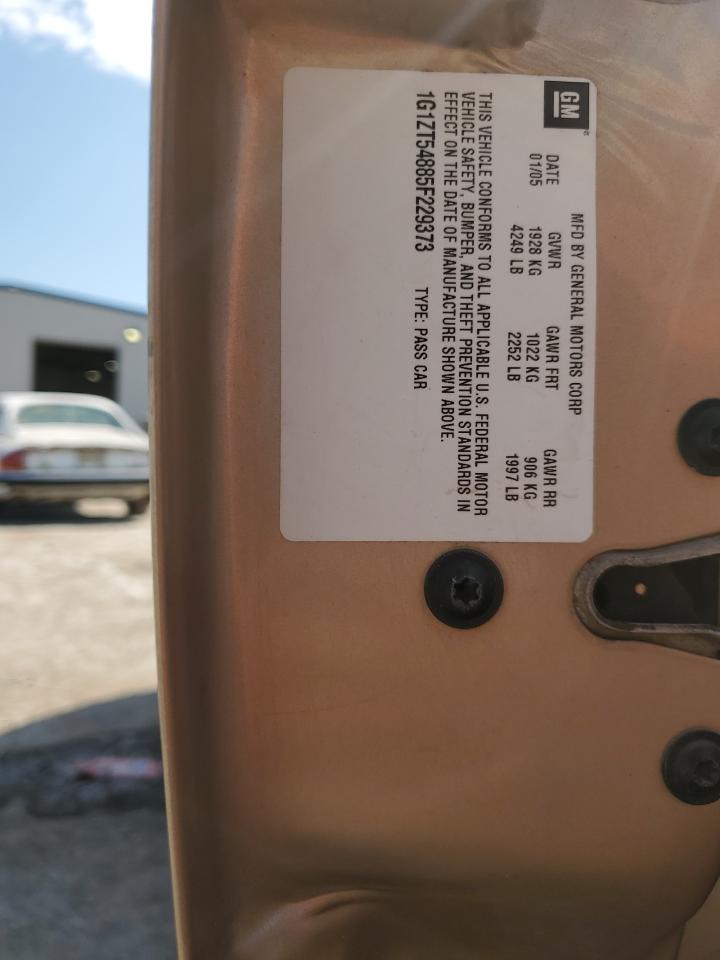 GM
MFD BY GENERAL MOTORS CORP
DATE GVWR GAWR FRT GAWR RR
01/05 1928 KG 1022 KG 906 KG
4249 LB 2252 LB 1997 LB
THIS VEHICLE CONFORMS TO ALL APPLICABLE U.S. FEDERAL MOTOR
VEHICLE SAFETY, BUMPER, AND THEFT PREVENTION STANDARDS IN
EFFECT ON THE DATE OF MANUFACTURE SHOWN ABOVE.
1G1ZT54885F229373 TYPE: PASS CAR